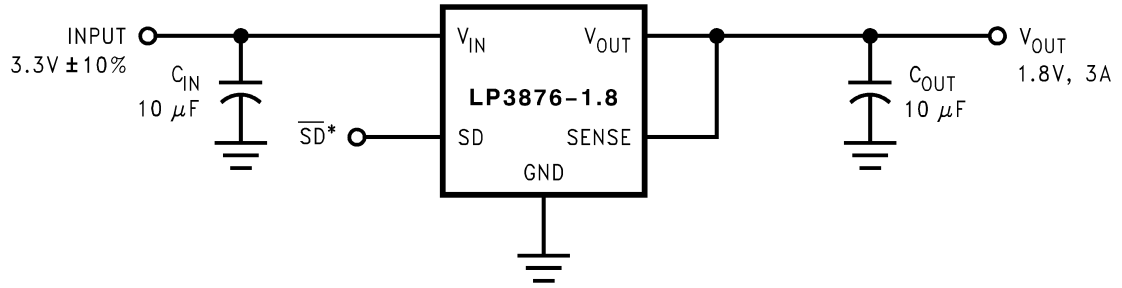 INPUT
3.3V ±10%
C_IN
10 μF
S̅D̅*
V_IN
V_OUT
LP3876-1.8
SD
SENSE
GND
C_OUT
10 μF
V_OUT
1.8V, 3A